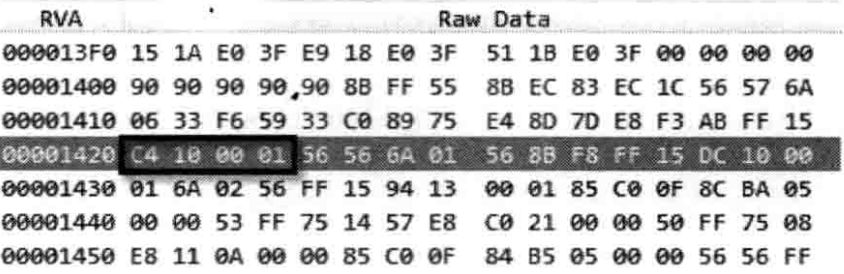 RVA Raw Data
000013F0 15 1A E0 3F E9 18 E0 3F 51 1B E0 3F 00 00 00 00
00001400 90 90 90 90 90 8B FF 55 8B EC 83 EC 1C 56 57 6A
00001410 06 33 F6 59 33 C0 89 75 E4 8D 7D E8 F3 AB FF 15
00001420 C4 10 00 01 56 56 6A 01 56 8B F8 FF 15 DC 10 00
00001430 01 6A 02 56 FF 15 94 13 00 01 85 C0 0F 8C BA 05
00001440 00 00 53 FF 75 14 57 E8 C0 21 00 00 50 FF 75 08
00001450 E8 11 0A 00 00 85 C0 0F 84 B5 05 00 00 56 56 FF